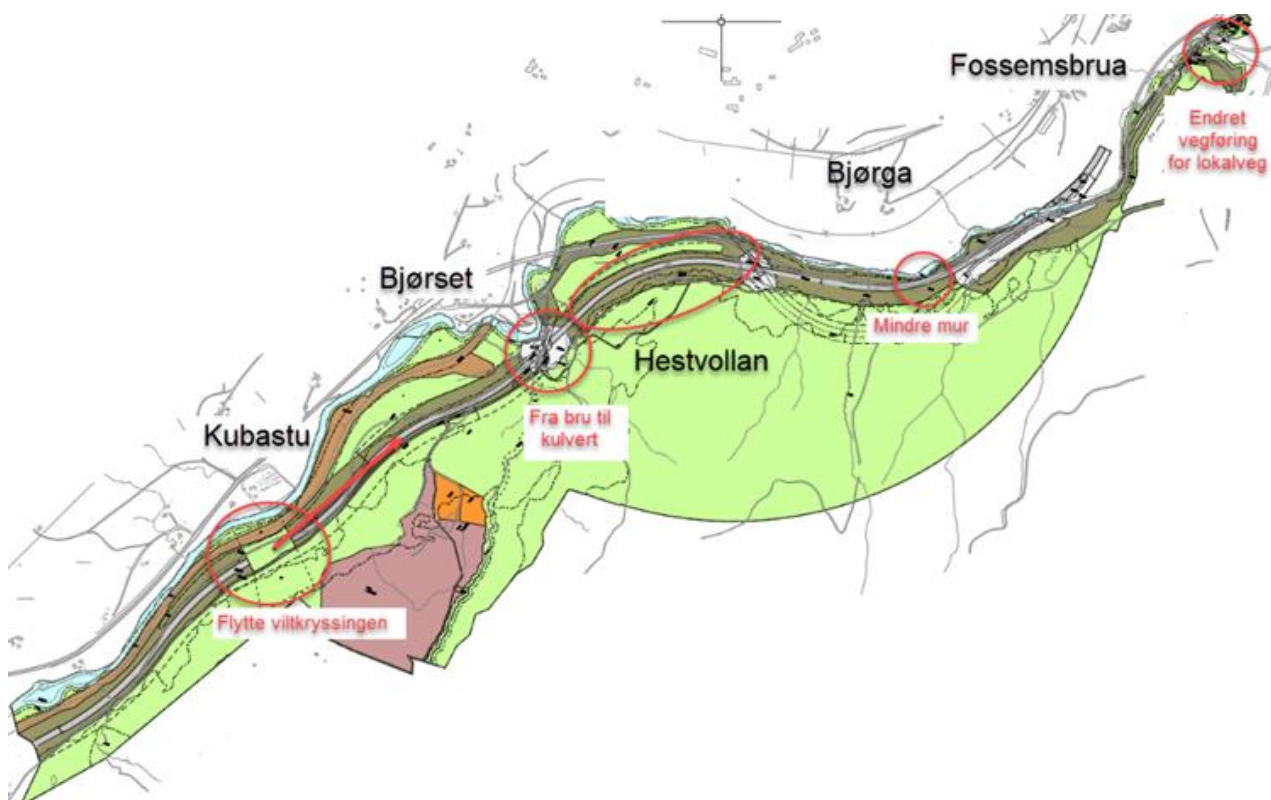 Fossemsbrua
Endret
vegføring
for lokalveg
Bjørga
Bjørset
Mindre mur
Hestvollan
Fra bru til
kulvert
Kubastu
Flytte viltkryssingen